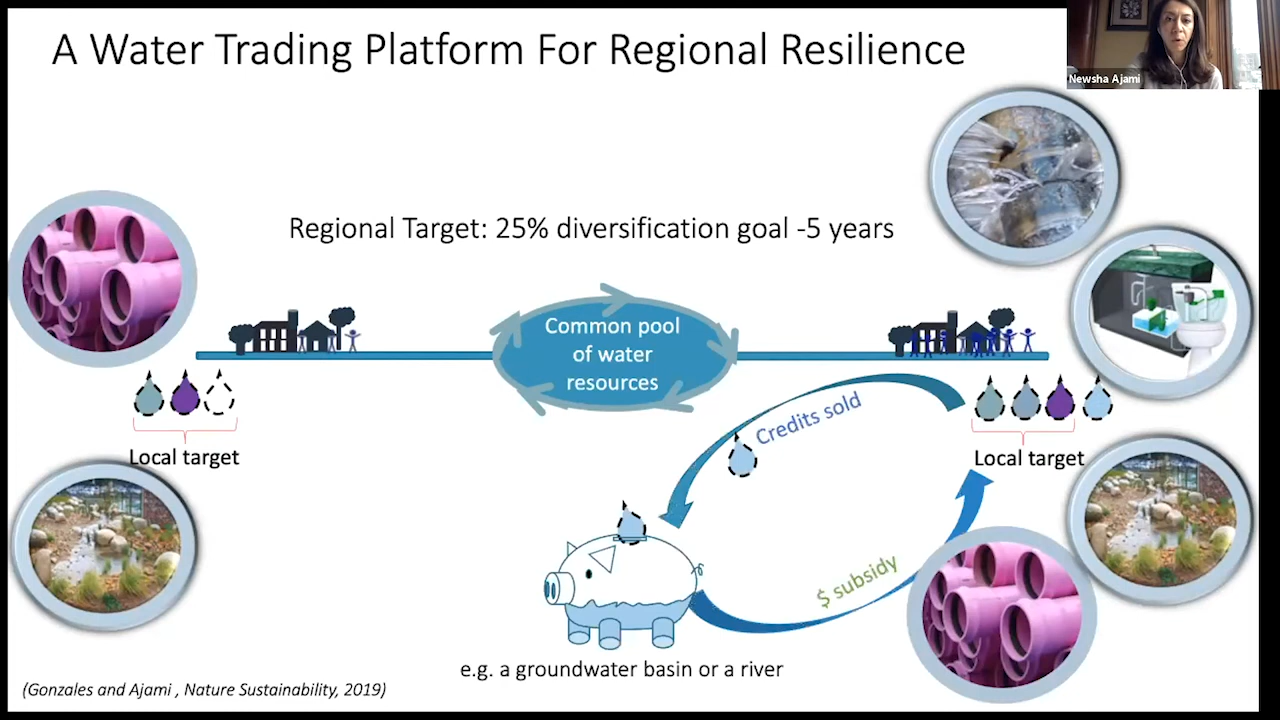 A Water Trading Platform For Regional Resilience
Newsha Ajami
Regional Target: 25% diversification goal -5 years
Common pool
of water
resources
Credits sold
Local target
Local target
$ subsidy
e.g. a groundwater basin or a river
(Gonzales and Ajami , Nature Sustainability, 2019)